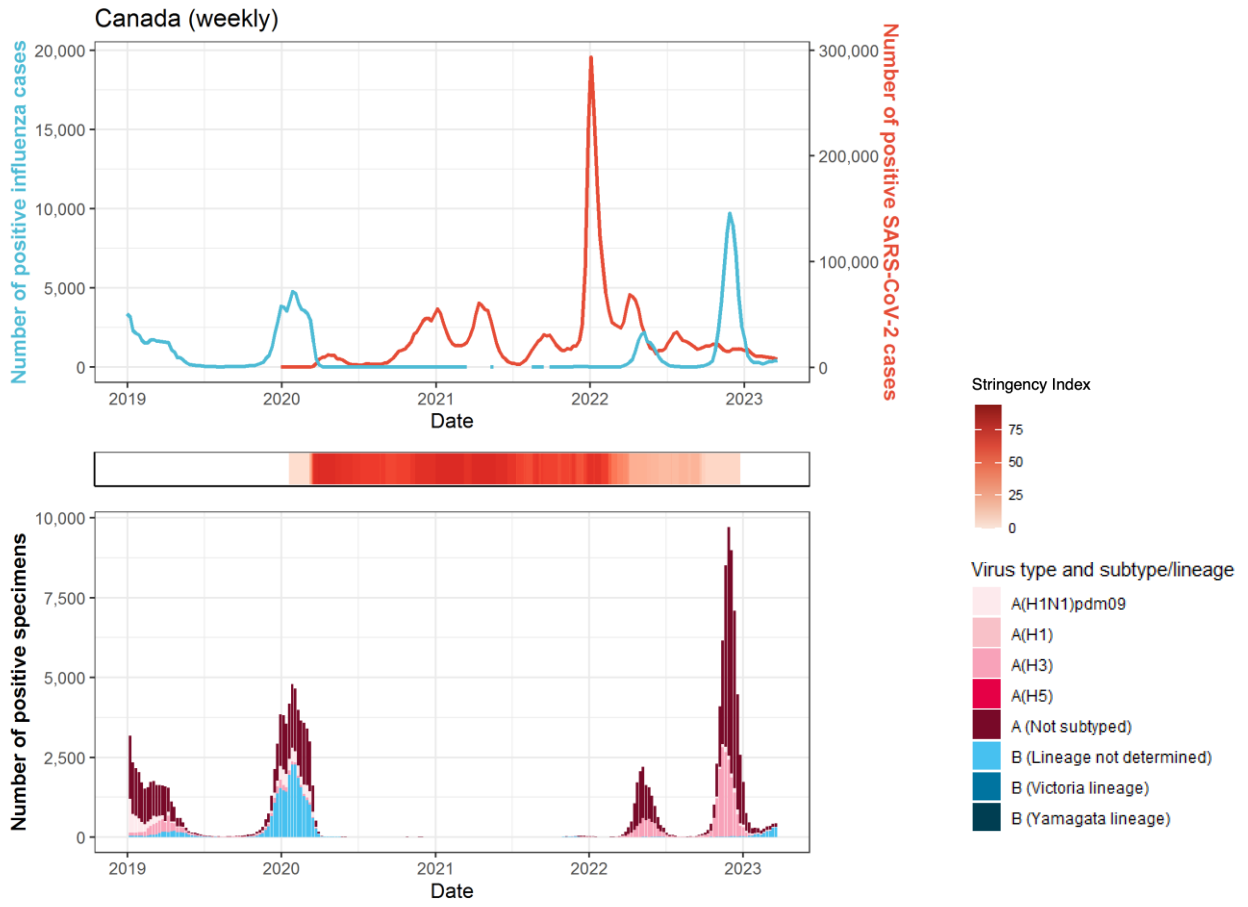 Canada (weekly)
Number of positive influenza cases
20,000
15,000
10,000
5,000
0
300,000
200,000
100,000
0
Number of positive SARS-CoV-2 cases
2019 2020 2021 2022 2023
Date
Stringency Index
75
50
25
0
Number of positive specimens
10,000
7,500
5,000
2,500
0
2019 2020 2021 2022 2023
Date
Virus type and subtype/lineage
A(H1N1)pdm09
A(H1)
A(H3)
A(H5)
A (Not subtyped)
B (Lineage not determined)
B (Victoria lineage)
B (Yamagata lineage)